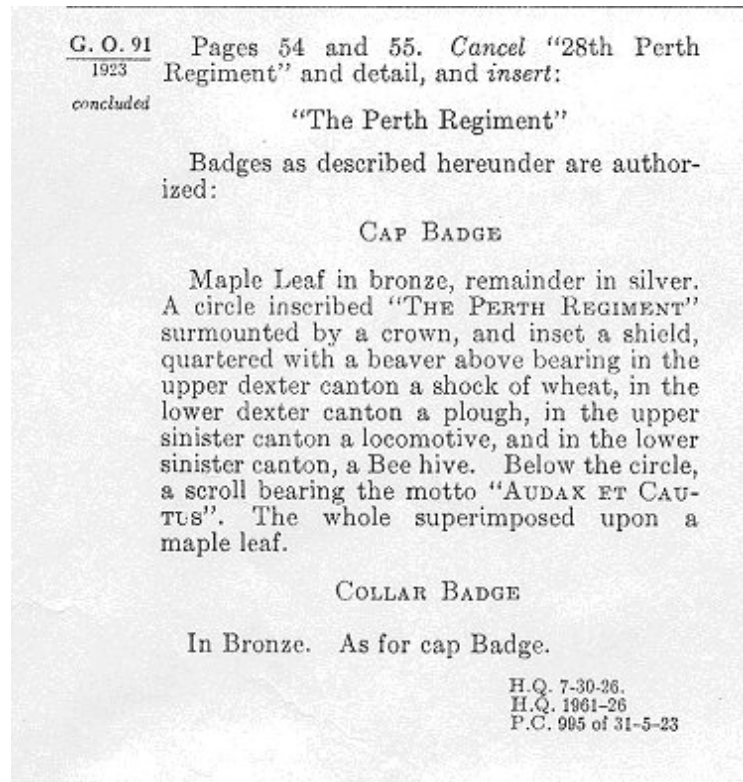 G. O. 91
1923
concluded
Pages 54 and 55. Cancel "28th Perth
Regiment" and detail, and insert:
"The Perth Regiment"
Badges as described hereunder are author-
ized:
CAP BADGE
Maple Leaf in bronze, remainder in silver.
A circle inscribed "THE PERTH REGIMENT"
surmounted by a crown, and inset a shield,
quartered with a beaver above bearing in the
upper dexter canton a shock of wheat, in the
lower dexter canton a plough, in the upper
sinister canton a locomotive, and in the lower
sinister canton, a Bee hive. Below the circle,
a scroll bearing the motto "AUDAX ET CAU-
TUS". The whole superimposed upon a
maple leaf.
COLLAR BADGE
In Bronze. As for cap Badge.
H.Q. 7-30-26.
H.Q. 1961-26
P.C. 995 of 31-5-23